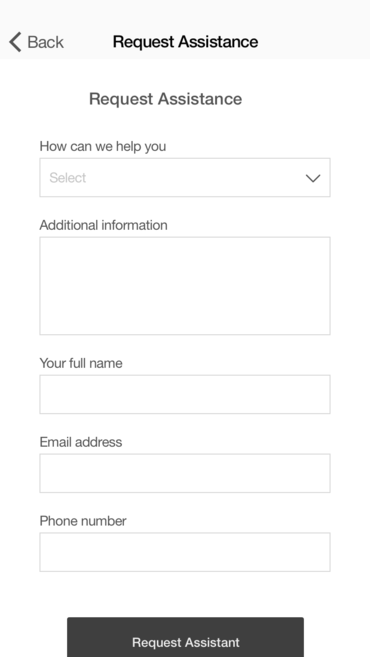 Back
Request Assistance
Request Assistance
How can we help you
Select
Additional information
Your full name
Email address
Phone number
Request Assistant